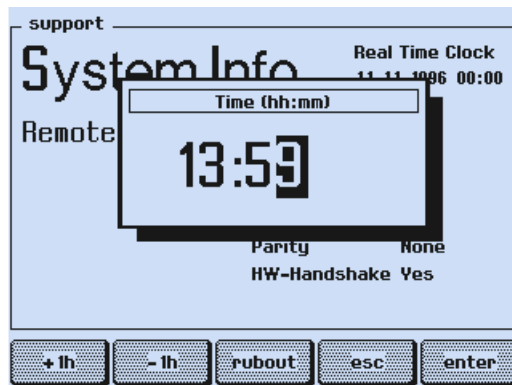 support
System Info
Real Time Clock
11-11-1996 00:00
Time (hh:mm)
Remote
13:59
Parity None
HW-Handshake Yes
+1h -1h rubout esc enter